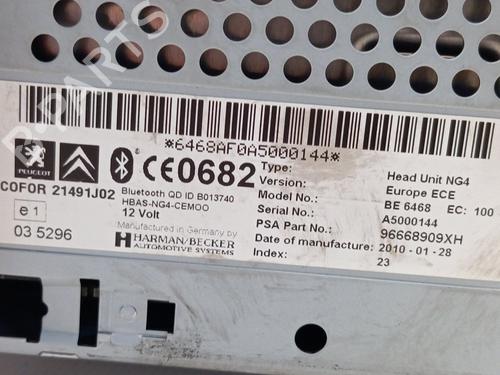 D-PARTS
*6468AF0A5000144*
PEUGEOT
CE0682
COFOR 21491J02
Bluetooth QD ID B013740
HBAS-NG4-CEMOO
12 Volt
e1
03 5296
Manufactured in Germany by
HARMAN/BECKER
AUTOMOTIVE SYSTEMS
Type: Head Unit NG4
Version: Europe ECE
Model No.: BE 6468 EC: 100
Serial No.: A5000144
PSA Part No.: 96668909XH
Date of Manufacture: 2010 - 01 - 28
Index: 23